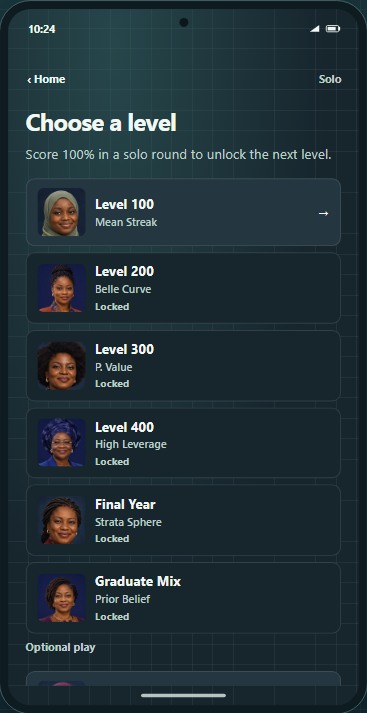 10:24
‹ Home
Solo
Choose a level
Score 100% in a solo round to unlock the next level.
Level 100
Mean Streak
→
Level 200
Belle Curve
Locked
Level 300
P. Value
Locked
Level 400
High Leverage
Locked
Final Year
Strata Sphere
Locked
Graduate Mix
Prior Belief
Locked
Optional play